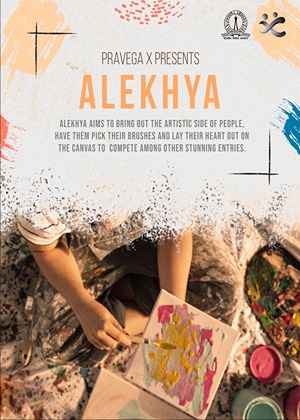 PRAVEGA X PRESENTS
ALEKHYA
ALEKHYA AIMS TO BRING OUT THE ARTISTIC SIDE OF PEOPLE,
HAVE THEM PICK THEIR BRUSHES AND LAY THEIR HEART OUT ON
THE CANVAS TO COMPETE AMONG OTHER STUNNING ENTRIES.